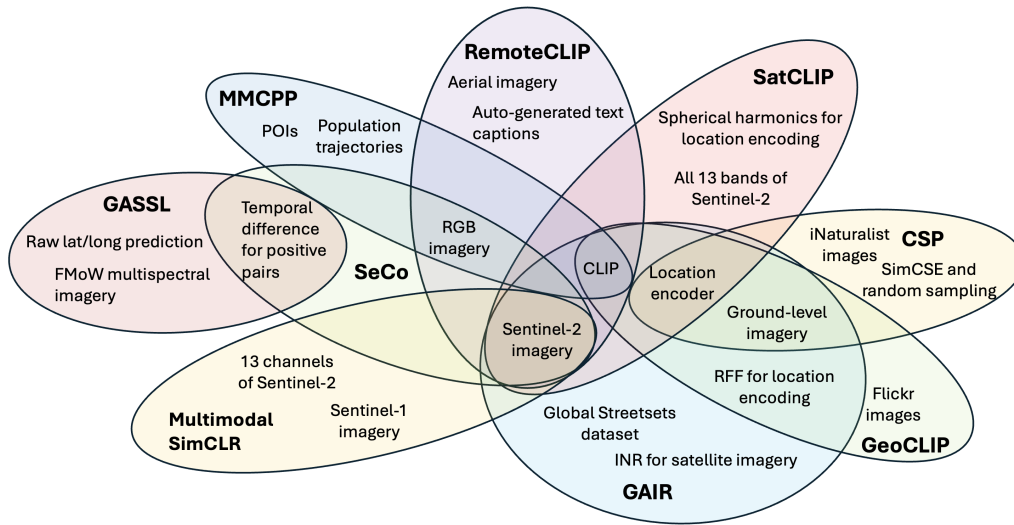 RemoteCLIP
Aerial imagery
Auto-generated text
captions
SatCLIP
Spherical harmonics for
location encoding
All 13 bands of
Sentinel-2
MMCPP
POIs
Population
trajectories
GASSL
Raw lat/long prediction
FMoW multispectral
imagery
Temporal
difference
for positive
pairs
SeCo
RGB
imagery
CLIP
Location
encoder
iNaturalist
images
CSP
SimCSE and
random sampling
Ground-level
imagery
Sentinel-2
imagery
13 channels
of Sentinel-2
Sentinel-1
imagery
Multimodal
SimCLR
RFF for location
encoding
Flickr
images
GeoCLIP
Global Streetsets
dataset
INR for satellite imagery
GAIR